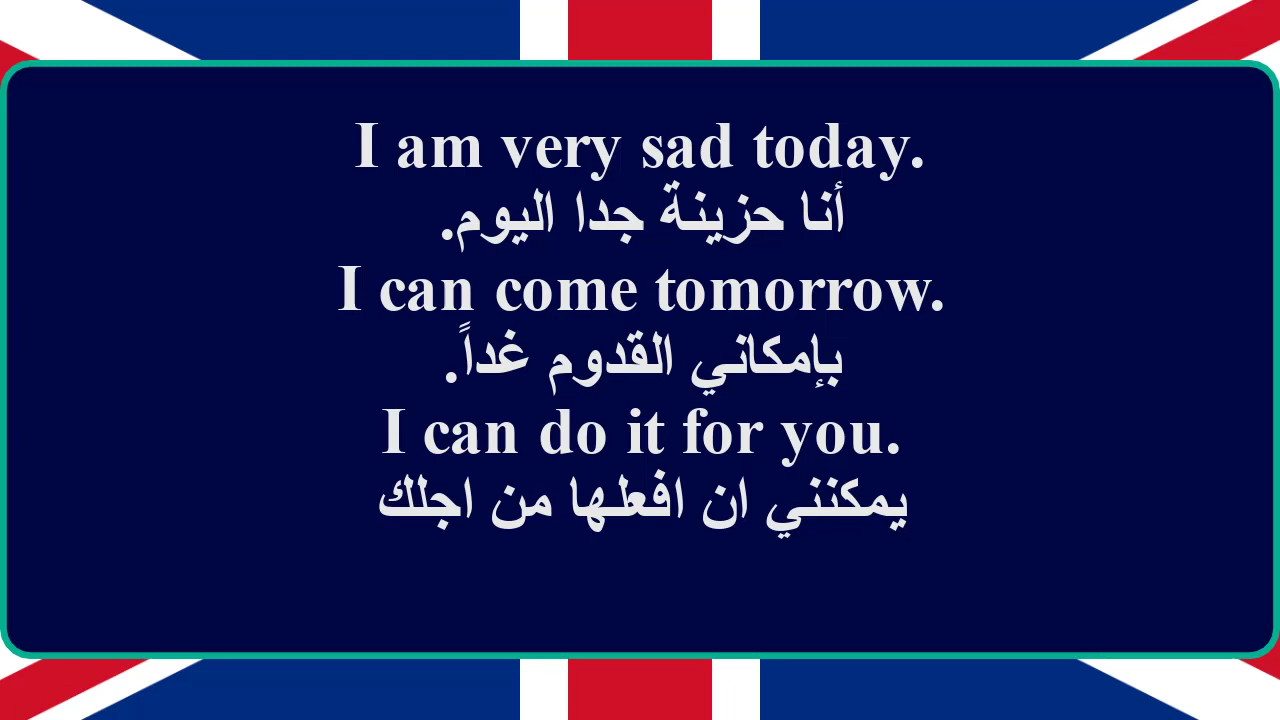 I am very sad today.
أنا حزينة جدا اليوم.
I can come tomorrow.
بإمكاني القدوم غداً.
I can do it for you.
يمكنني ان افعلها من اجلك